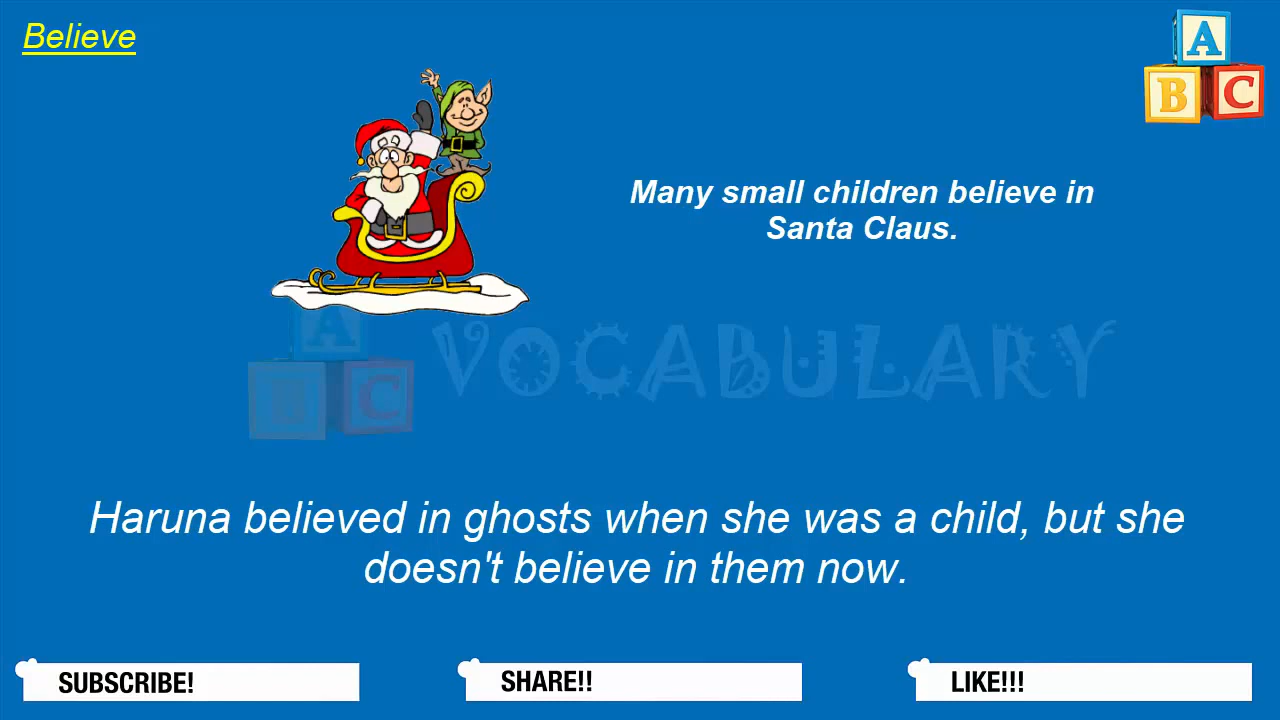 Believe
A
B C
Many small children believe in
Santa Claus.
A
B C
VOCABULARY
Haruna believed in ghosts when she was a child, but she
doesn't believe in them now.
SUBSCRIBE!
SHARE!!
LIKE!!!